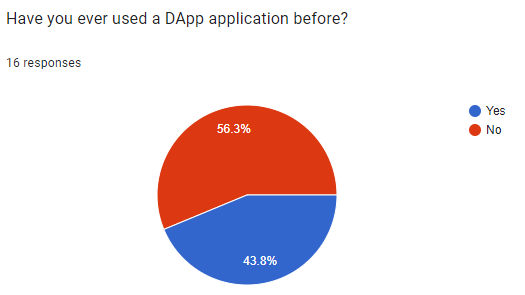 Have you ever used a DApp application before?
16 responses
Yes
No
56.3%
43.8%